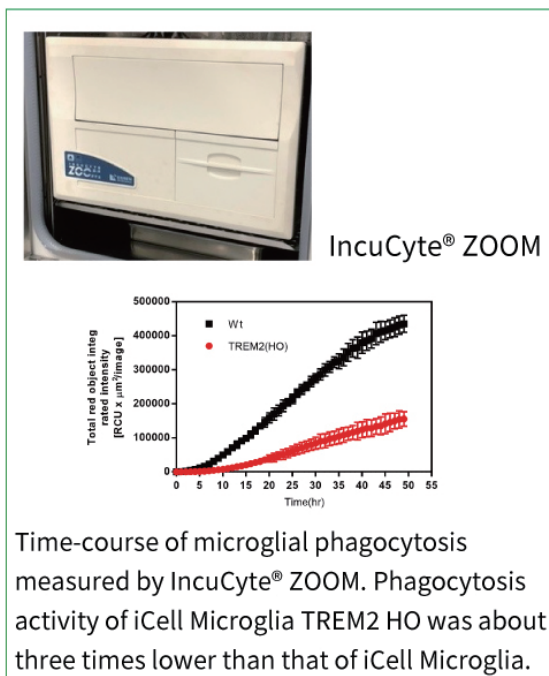 ZOOM
IncuCyte® ZOOM
500000
400000
300000
200000
100000
0
Total red object integ
rated intensity
[RCU x μm²/image]
Wt
TREM2(HO)
0 5 10 15 20 25 30 35 40 45 50 55
Time(hr)
Time-course of microglial phagocytosis
measured by IncuCyte® ZOOM. Phagocytosis
activity of iCell Microglia TREM2 HO was about
three times lower than that of iCell Microglia.